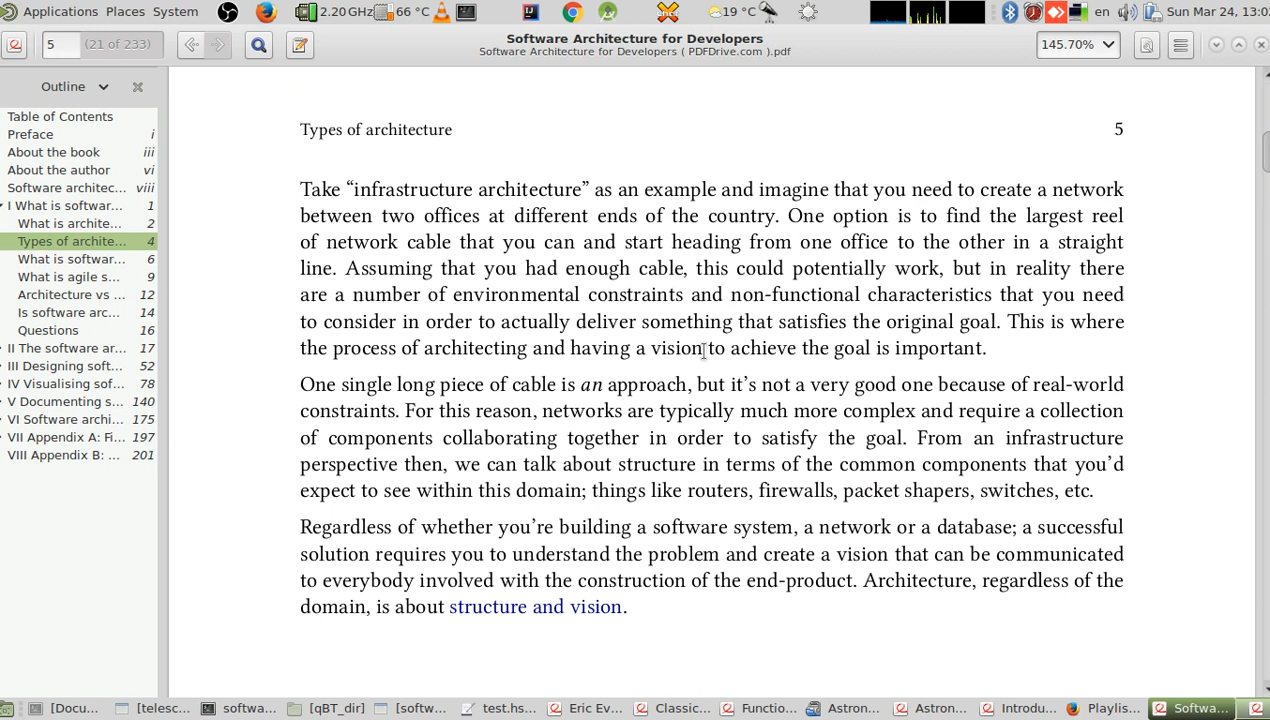 Applications Places System 2.20 GHz 66 °C 19 °C en Sun Mar 24, 13:0
5 (21 of 233) Software Architecture for Developers 145.70%
Software Architecture for Developers ( PDFDrive.com ).pdf
Outline
Table of Contents
Preface i
About the book iii
About the author vi
Software architec... viii
I What is softwar... 1
What is archite... 2
Types of archite... 4
What is softwar... 6
What is agile s... 9
Architecture vs ... 12
Is software arc... 14
Questions 16
II The software ar... 17
III Designing soft... 52
IV Visualising sof... 78
V Documenting s... 140
VI Software archi... 175
VII Appendix A: Fi... 197
VIII Appendix B: ... 201
Types of architecture 5
Take “infrastructure architecture” as an example and imagine that you need to create a network
between two offices at different ends of the country. One option is to find the largest reel
of network cable that you can and start heading from one office to the other in a straight
line. Assuming that you had enough cable, this could potentially work, but in reality there
are a number of environmental constraints and non-functional characteristics that you need
to consider in order to actually deliver something that satisfies the original goal. This is where
the process of architecting and having a vision to achieve the goal is important.
One single long piece of cable is an approach, but it’s not a very good one because of real-world
constraints. For this reason, networks are typically much more complex and require a collection
of components collaborating together in order to satisfy the goal. From an infrastructure
perspective then, we can talk about structure in terms of the common components that you’d
expect to see within this domain; things like routers, firewalls, packet shapers, switches, etc.
Regardless of whether you’re building a software system, a network or a database; a successful
solution requires you to understand the problem and create a vision that can be communicated
to everybody involved with the construction of the end-product. Architecture, regardless of the
domain, is about structure and vision.
[Docu... [telesc... softwa... [qBT_dir] [softw... test.hs... Eric Ev... Classic... Functio... Astron... Astron... Introdu... Playlis... Softwa...